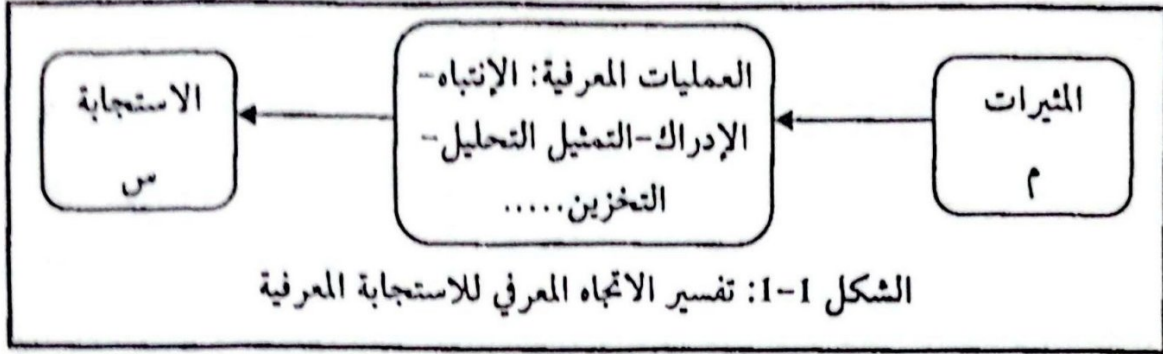 المثيرات
م
العمليات المعرفية: الإنتباه-
الإدراك-التمثيل التحليل-
التخزين.....
الاستجابة
س
الشكل 1-1: تفسير الاتجاه المعرفي للاستجابة المعرفية